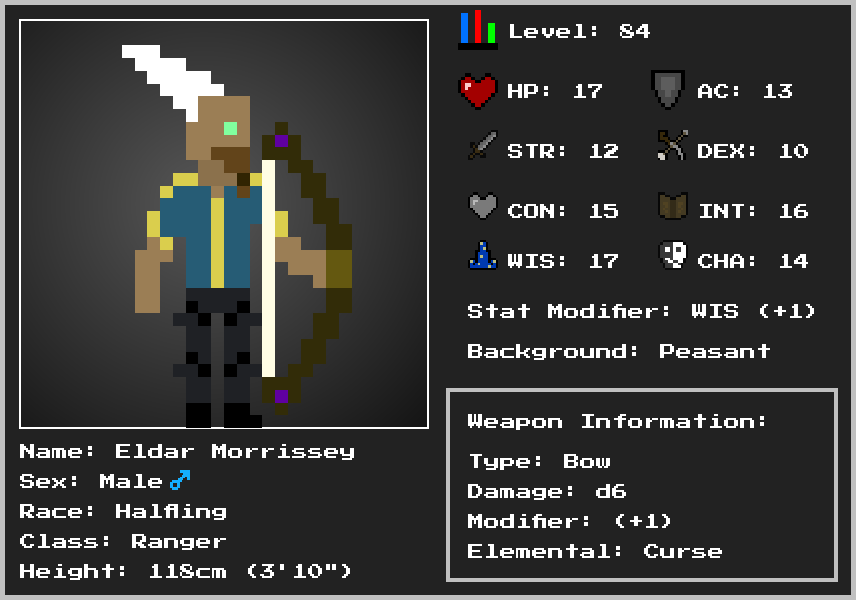 Level: 84
HP: 17 AC: 13
STR: 12 DEX: 10
CON: 15 INT: 16
WIS: 17 CHA: 14
Stat Modifier: WIS (+1)
Background: Peasant
Weapon Information:
Type: Bow
Damage: d6
Modifier: (+1)
Elemental: Curse
Name: Eldar Morrissey
Sex: Male ♂
Race: Halfling
Class: Ranger
Height: 118cm (3'10")